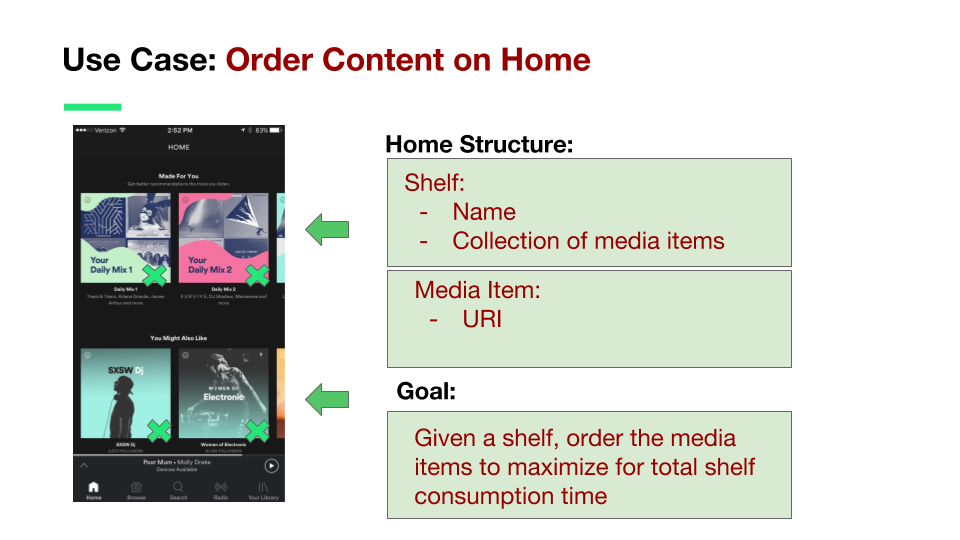 Use Case: Order Content on Home
Verizon 2:52 PM 83%
HOME
Made For You
Get better recommendations the more you listen.
Your
Daily Mix 1
Your
Daily Mix 2
Daily Mix 1
Daily Mix 2
Team & Team, Ariana Grande, James
Arthur and more
S U R V I V E, DJ Shadow, Metavense and
more
You Might Also Like
SXSW Dj
WOMEN OF
Electronic
SXSW Dj
Women of Electronic
FOLLOWERS
FOLLOWERS
Poor Mum • Molly Drake
Devices Available
Home
Browse
Search
Radio
Your Library
Home Structure:
Shelf:
- Name
- Collection of media items
Media Item:
- URI
Goal:
Given a shelf, order the media
items to maximize for total shelf
consumption time